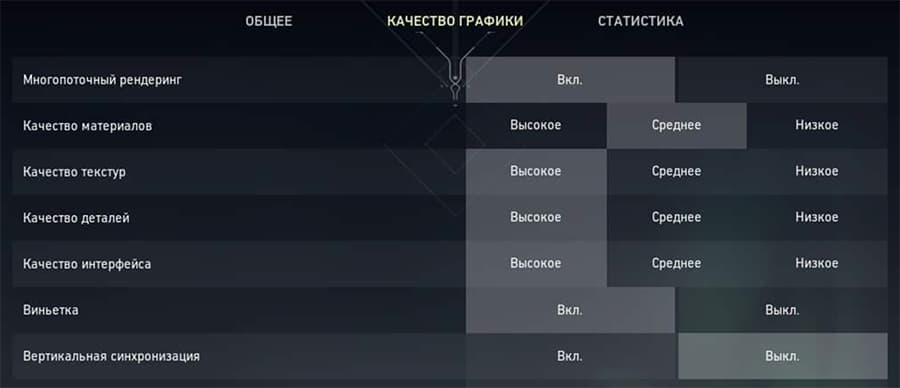 ОБЩЕЕ КАЧЕСТВО ГРАФИКИ СТАТИСТИКА
Многопоточный рендеринг Вкл. Выкл.
Качество материалов Высокое Среднее Низкое
Качество текстур Высокое Среднее Низкое
Качество деталей Высокое Среднее Низкое
Качество интерфейса Высокое Среднее Низкое
Виньетка Вкл. Выкл.
Вертикальная синхронизация Вкл. Выкл.